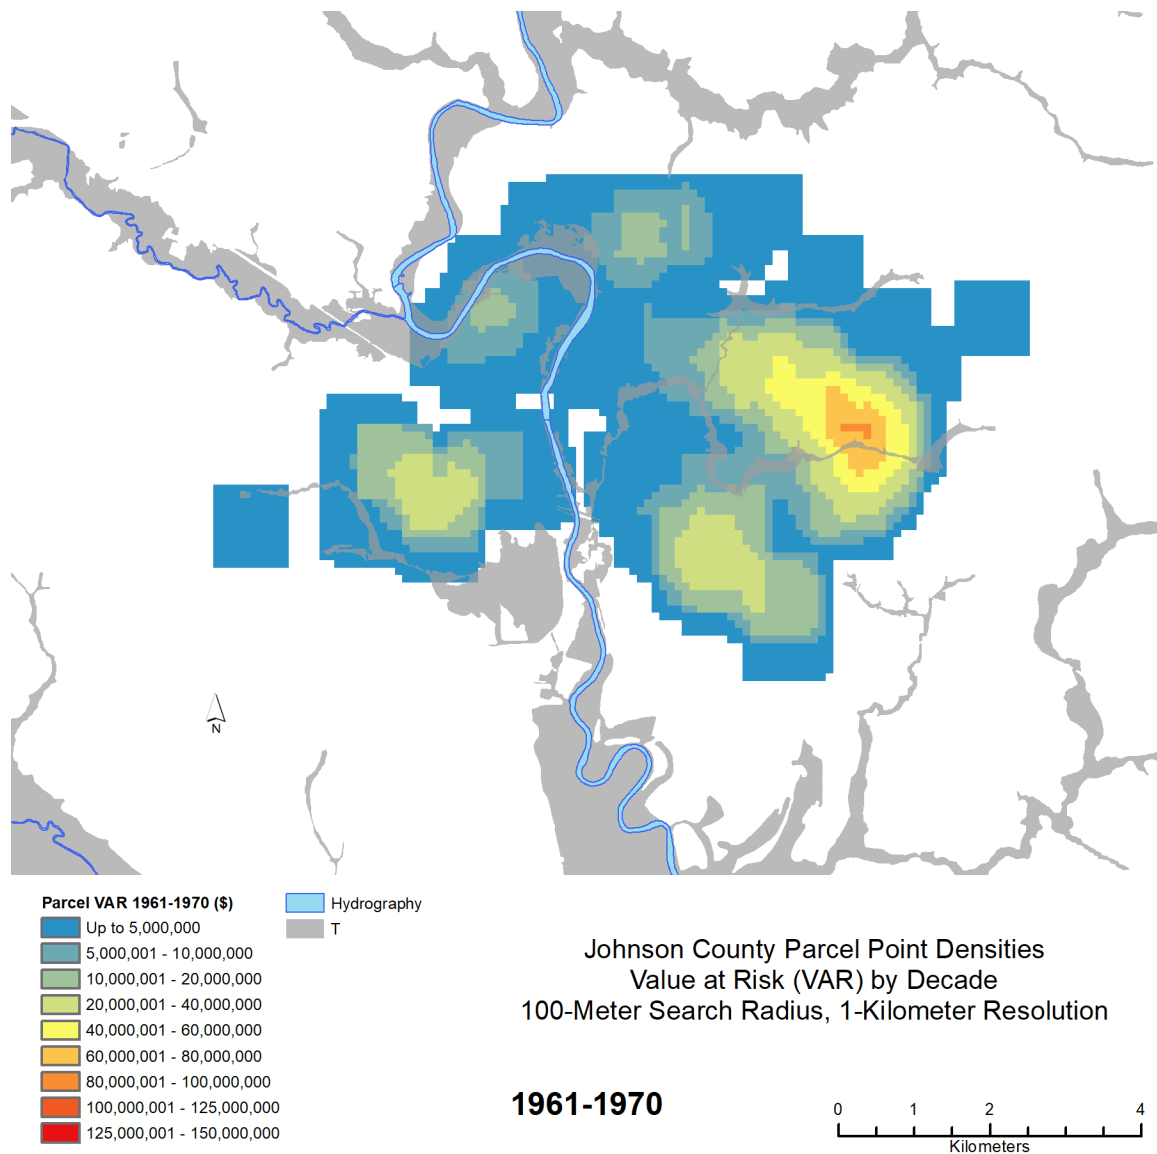 N
Parcel VAR 1961-1970 ($)
Up to 5,000,000
5,000,001 - 10,000,000
10,000,001 - 20,000,000
20,000,001 - 40,000,000
40,000,001 - 60,000,000
60,000,001 - 80,000,000
80,000,001 - 100,000,000
100,000,001 - 125,000,000
125,000,001 - 150,000,000
Hydrography
T
Johnson County Parcel Point Densities
Value at Risk (VAR) by Decade
100-Meter Search Radius, 1-Kilometer Resolution
1961-1970
0 1 2 4
Kilometers